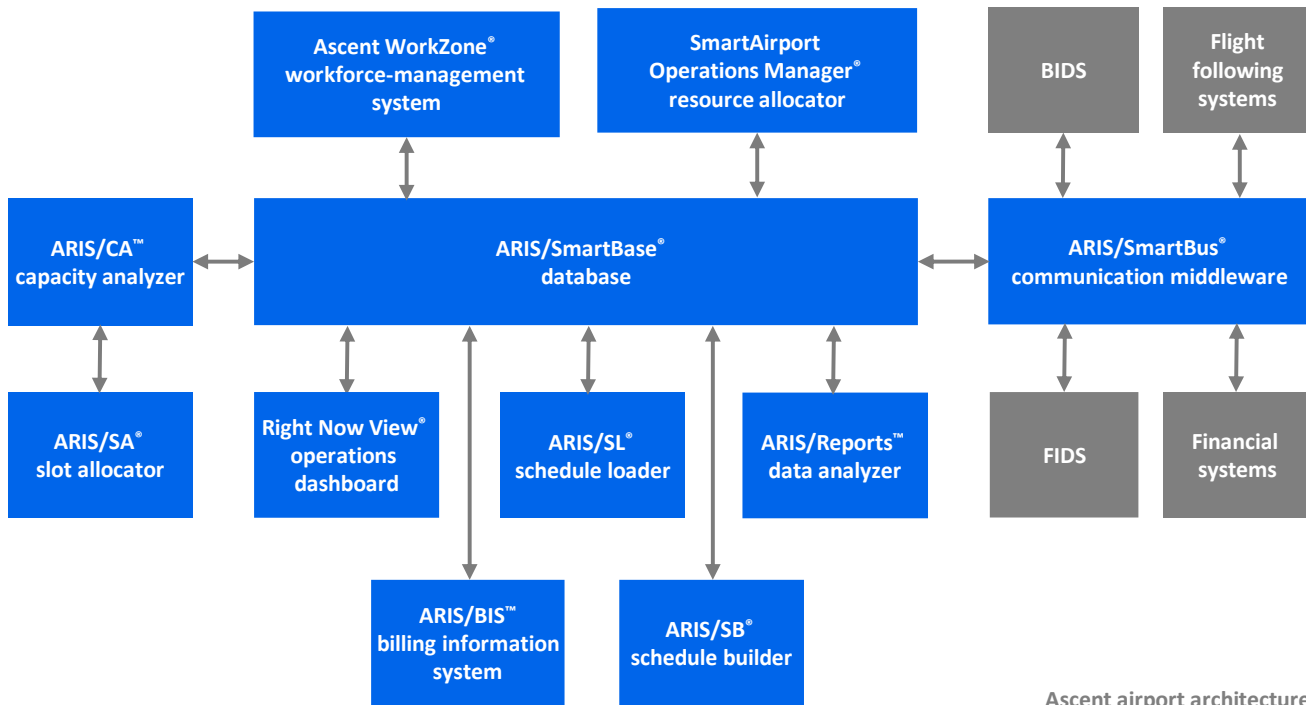 Ascent WorkZone®
workforce-management
system
SmartAirport
Operations Manager®
resource allocator
BIDS
Flight
following
systems
ARIS/CA™
capacity analyzer
ARIS/SmartBase®
database
ARIS/SmartBus®
communication middleware
ARIS/SA®
slot allocator
Right Now View®
operations
dashboard
ARIS/SL®
schedule loader
ARIS/Reports™
data analyzer
FIDS
Financial
systems
ARIS/BIS™
billing information
system
ARIS/SB®
schedule builder
Ascent airport architecture